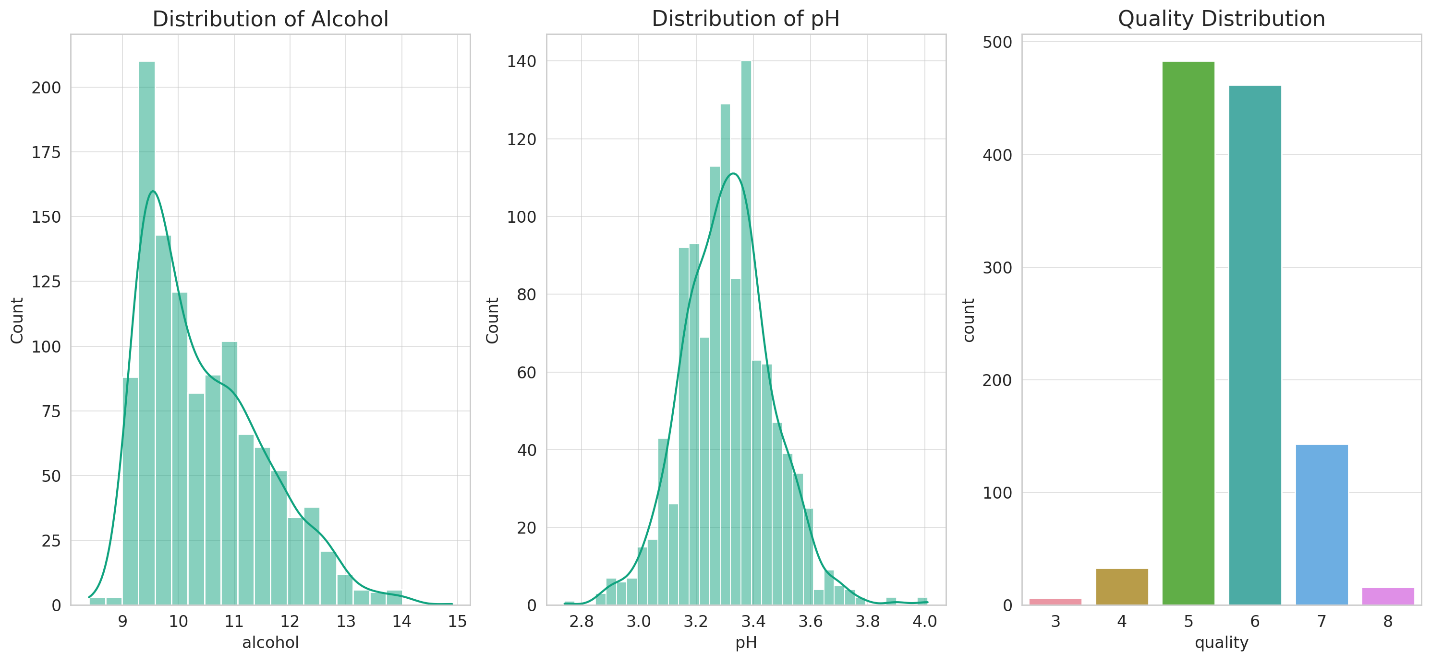 Distribution of Alcohol
Count
200
175
150
125
100
75
50
25
0
9 10 11 12 13 14 15
alcohol
Distribution of pH
Count
140
120
100
80
60
40
20
0
2.8 3.0 3.2 3.4 3.6 3.8 4.0
pH
Quality Distribution
count
500
400
300
200
100
0
3 4 5 6 7 8
quality